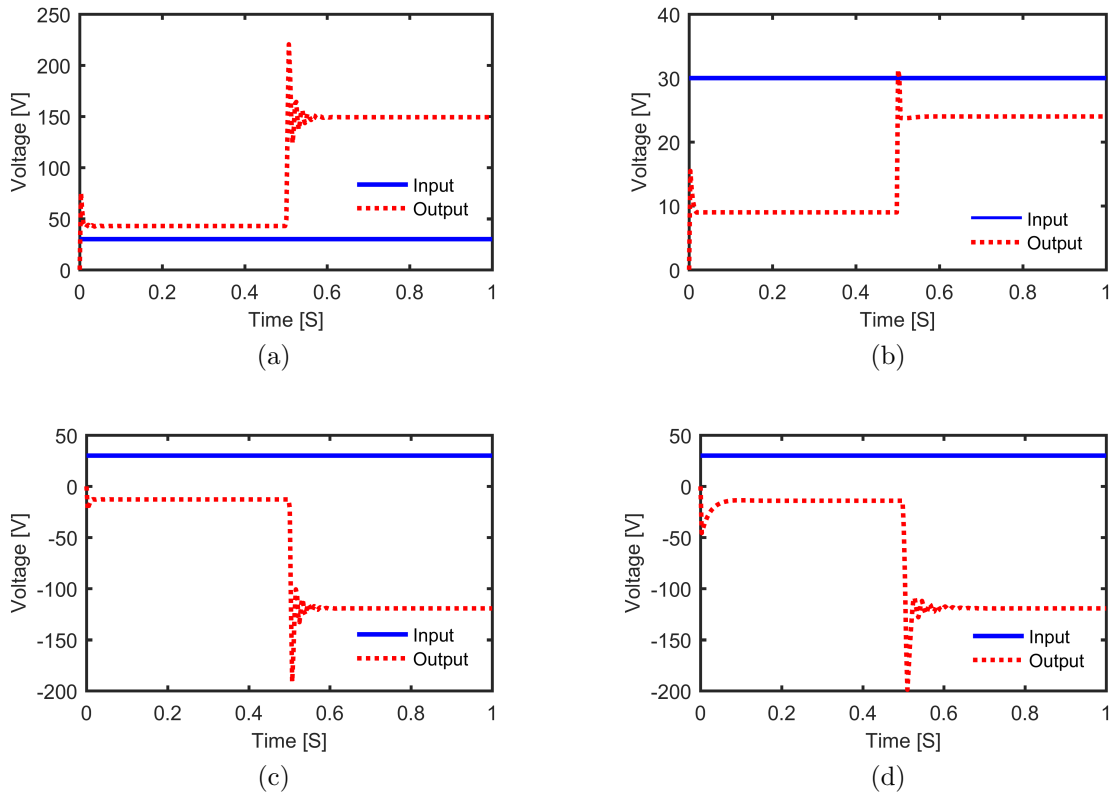 250
200
150
100
50
0
Voltage [V]
0 0.2 0.4 0.6 0.8 1
Time [S]
Input
Output
(a)
40
30
20
10
0
Voltage [V]
0 0.2 0.4 0.6 0.8 1
Time [S]
Input
Output
(b)
50
0
-50
-100
-150
-200
Voltage [V]
0 0.2 0.4 0.6 0.8 1
Time [S]
Input
Output
(c)
50
0
-50
-100
-150
-200
Voltage [V]
0 0.2 0.4 0.6 0.8 1
Time [S]
Input
Output
(d)